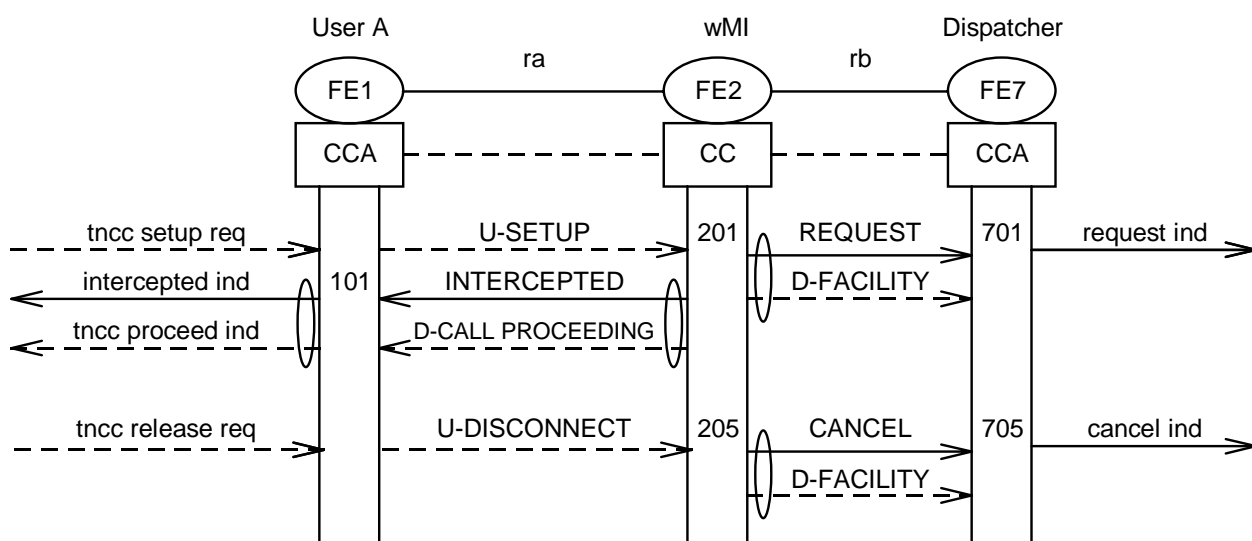 User A wMI Dispatcher
ra rb
FE1 FE2 FE7
CCA CC CCA
tncc setup req U-SETUP 201 REQUEST 701 request ind
intercepted ind 101 INTERCEPTED D-FACILITY
tncc proceed ind D-CALL PROCEEDING
tncc release req U-DISCONNECT 205 CANCEL 705 cancel ind
D-FACILITY